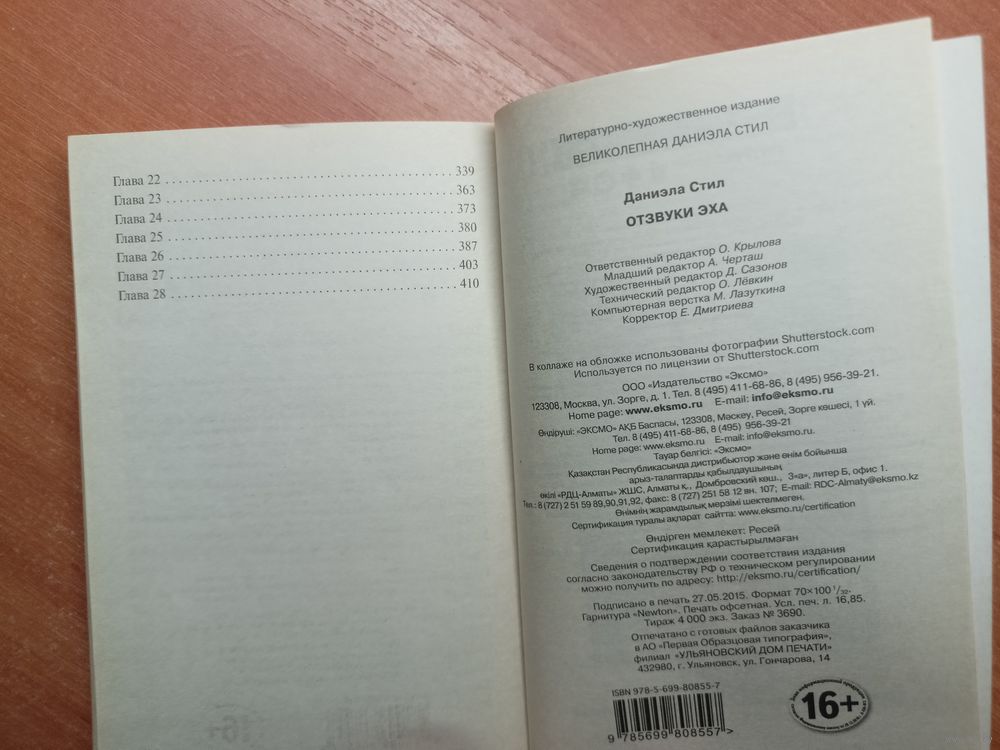 Глава 22 . . . . . . . . . . . . . . . . . . . . . . . . . . . . . . . . . . . . . . . . 339
Глава 23 . . . . . . . . . . . . . . . . . . . . . . . . . . . . . . . . . . . . . . . . 363
Глава 24 . . . . . . . . . . . . . . . . . . . . . . . . . . . . . . . . . . . . . . . . 373
Глава 25 . . . . . . . . . . . . . . . . . . . . . . . . . . . . . . . . . . . . . . . . 380
Глава 26 . . . . . . . . . . . . . . . . . . . . . . . . . . . . . . . . . . . . . . . . 387
Глава 27 . . . . . . . . . . . . . . . . . . . . . . . . . . . . . . . . . . . . . . . . 403
Глава 28 . . . . . . . . . . . . . . . . . . . . . . . . . . . . . . . . . . . . . . . . 410
Литературно-художественное издание
ВЕЛИКОЛЕПНАЯ ДАНИЭЛА СТИЛ
Даниэла Стил
ОТЗВУКИ ЭХА
Ответственный редактор О. Крылова
Младший редактор А. Черташ
Художественный редактор Д. Сазонов
Технический редактор О. Лёвкин
Компьютерная верстка М. Лазуткина
Корректор Е. Дмитриева
В коллаже на обложке использованы фотографии Shutterstock.com
Используется по лицензии от Shutterstock.com
ООО «Издательство «Эксмо»
123308, Москва, ул. Зорге, д. 1. Тел. 8 (495) 411-68-86, 8 (495) 956-39-21.
Home page: www.eksmo.ru E-mail: info@eksmo.ru
Өндіруші: «ЭКСМО» АҚБ Баспасы, 123308, Мәскеу, Ресей, Зорге көшесі, 1 үй.
Тел. 8 (495) 411-68-86, 8 (495) 956-39-21
Home page: www.eksmo.ru E-mail: info@eksmo.ru.
Тауар белгісі: «Эксмо»
Қазақстан Республикасында дистрибьютор және өнім бойынша
арыз-талаптарды қабылдаушының
өкілі «РДЦ-Алматы» ЖШС, Алматы қ., Домбровский көш., 3«а», литер Б, офис 1.
Тел.: 8 (727) 2 51 59 89,90,91,92, факс: 8 (727) 251 58 12 вн. 107; E-mail: RDC-Almaty@eksmo.kz
Өнімнің жарамдылық мерзімі шектелмеген.
Сертификация туралы ақпарат сайтта: www.eksmo.ru/certification
Өндірген мемлекет: Ресей
Сертификация қарастырылмаған
Сведения о подтверждении соответствия издания
согласно законодательству РФ о техническом регулировании
можно получить по адресу: http://eksmo.ru/certification/
Подписано в печать 27.05.2015. Формат 70×100 1/32.
Гарнитура «Newton». Печать офсетная. Усл. печ. л. 16,85.
Тираж 4 000 экз. Заказ № 3690.
Отпечатано с готовых файлов заказчика
в АО «Первая Образцовая типография»,
филиал «УЛЬЯНОВСКИЙ ДОМ ПЕЧАТИ»
432980, г. Ульяновск, ул. Гончарова, 14
ISBN 978-5-699-80855-7
9 785699 808557 >
16+